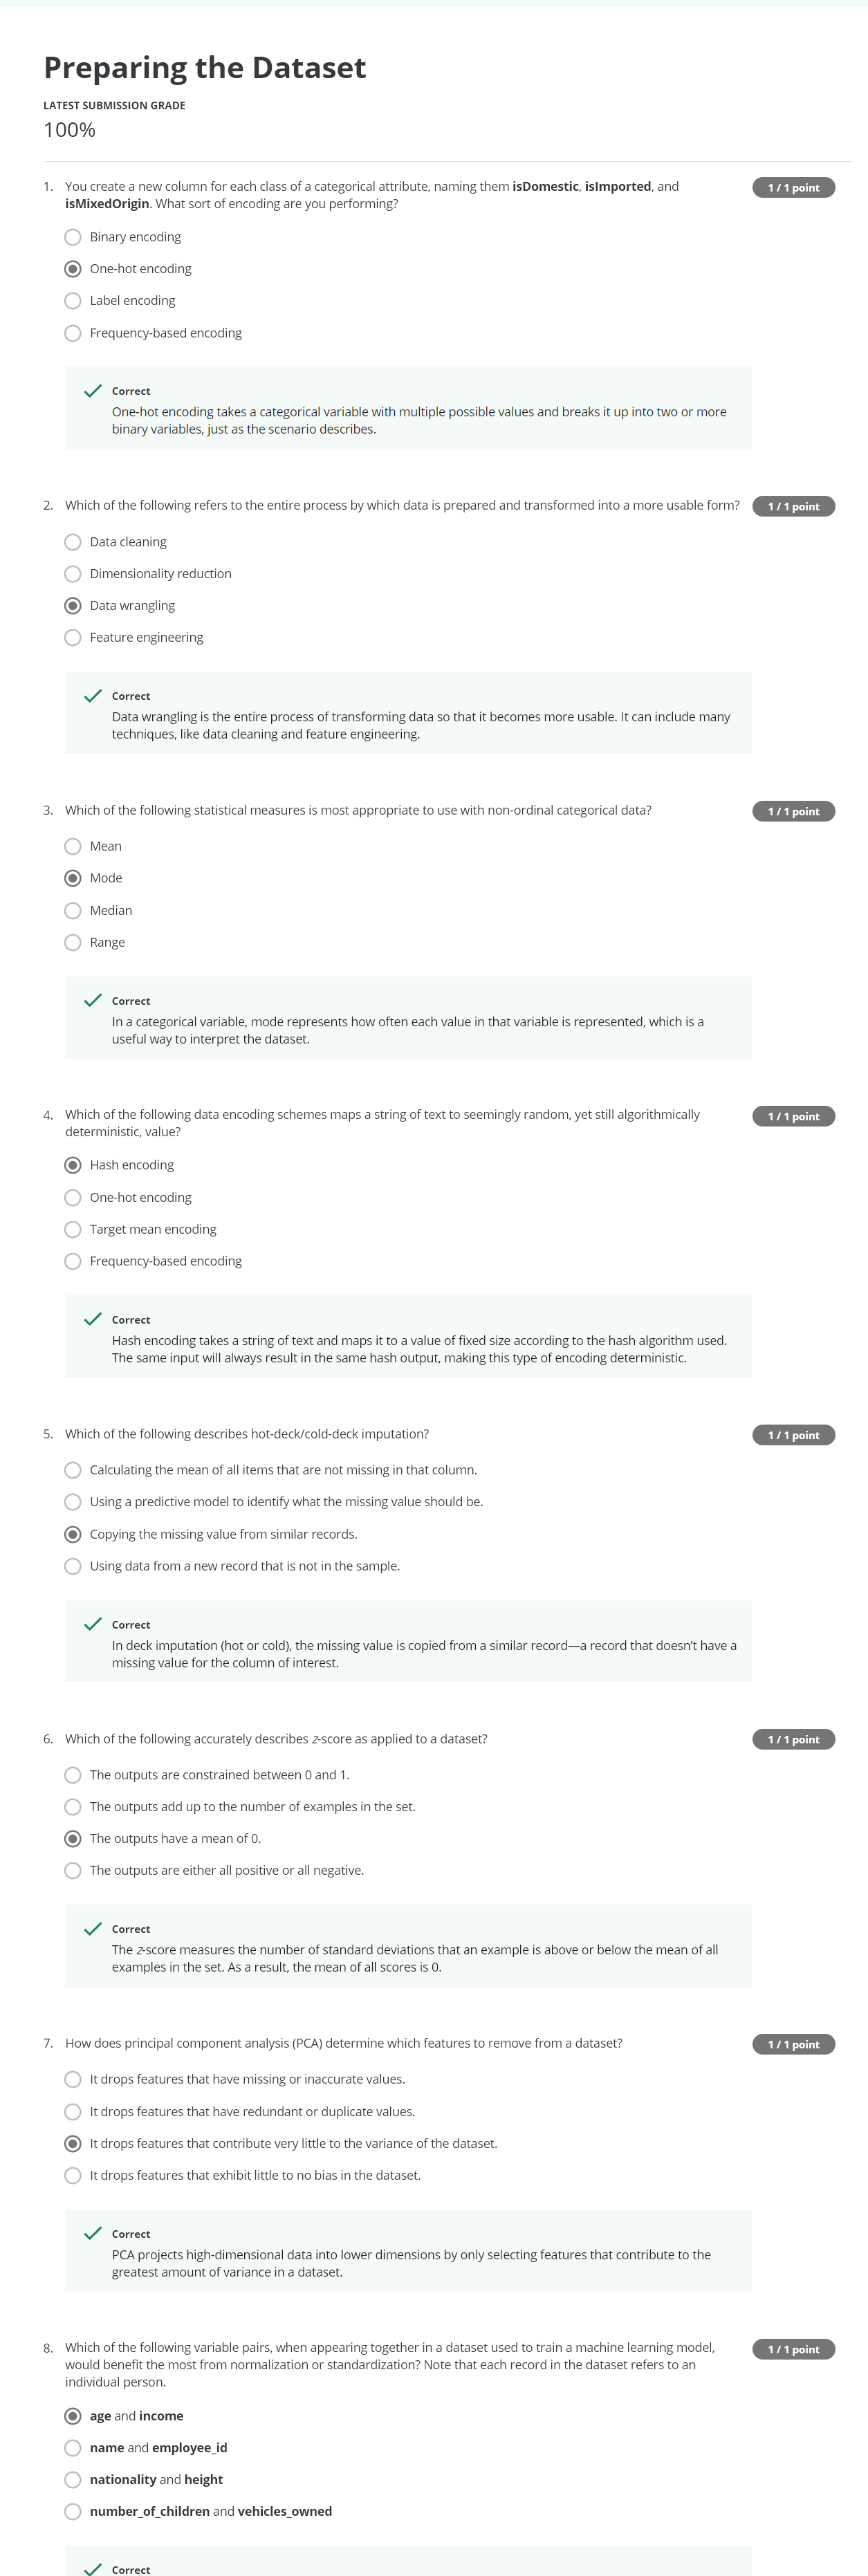 Preparing the Dataset
LATEST SUBMISSION GRADE
100%
1. You create a new column for each class of a categorical attribute, naming them isDomestic, isImported, and
isMixedOrigin. What sort of encoding are you performing?
1 / 1 point
Binary encoding
One-hot encoding
Label encoding
Frequency-based encoding
Correct
One-hot encoding takes a categorical variable with multiple possible values and breaks it up into two or more
binary variables, just as the scenario describes.
2. Which of the following refers to the entire process by which data is prepared and transformed into a more usable form?
1 / 1 point
Data cleaning
Dimensionality reduction
Data wrangling
Feature engineering
Correct
Data wrangling is the entire process of transforming data so that it becomes more usable. It can include many
techniques, like data cleaning and feature engineering.
3. Which of the following statistical measures is most appropriate to use with non-ordinal categorical data?
1 / 1 point
Mean
Mode
Median
Range
Correct
In a categorical variable, mode represents how often each value in that variable is represented, which is a
useful way to interpret the dataset.
4. Which of the following data encoding schemes maps a string of text to seemingly random, yet still algorithmically
deterministic, value?
1 / 1 point
Hash encoding
One-hot encoding
Target mean encoding
Frequency-based encoding
Correct
Hash encoding takes a string of text and maps it to a value of fixed size according to the hash algorithm used.
The same input will always result in the same hash output, making this type of encoding deterministic.
5. Which of the following describes hot-deck/cold-deck imputation?
1 / 1 point
Calculating the mean of all items that are not missing in that column.
Using a predictive model to identify what the missing value should be.
Copying the missing value from similar records.
Using data from a new record that is not in the sample.
Correct
In deck imputation (hot or cold), the missing value is copied from a similar record—a record that doesn't have a
missing value for the column of interest.
6. Which of the following accurately describes z-score as applied to a dataset?
1 / 1 point
The outputs are constrained between 0 and 1.
The outputs add up to the number of examples in the set.
The outputs have a mean of 0.
The outputs are either all positive or all negative.
Correct
The z-score measures the number of standard deviations that an example is above or below the mean of all
examples in the set. As a result, the mean of all scores is 0.
7. How does principal component analysis (PCA) determine which features to remove from a dataset?
1 / 1 point
It drops features that have missing or inaccurate values.
It drops features that have redundant or duplicate values.
It drops features that contribute very little to the variance of the dataset.
It drops features that exhibit little to no bias in the dataset.
Correct
PCA projects high-dimensional data into lower dimensions by only selecting features that contribute to the
greatest amount of variance in a dataset.
8. Which of the following variable pairs, when appearing together in a dataset used to train a machine learning model,
would benefit the most from normalization or standardization? Note that each record in the dataset refers to an
individual person.
1 / 1 point
age and income
name and employee_id
nationality and height
number_of_children and vehicles_owned
Correct